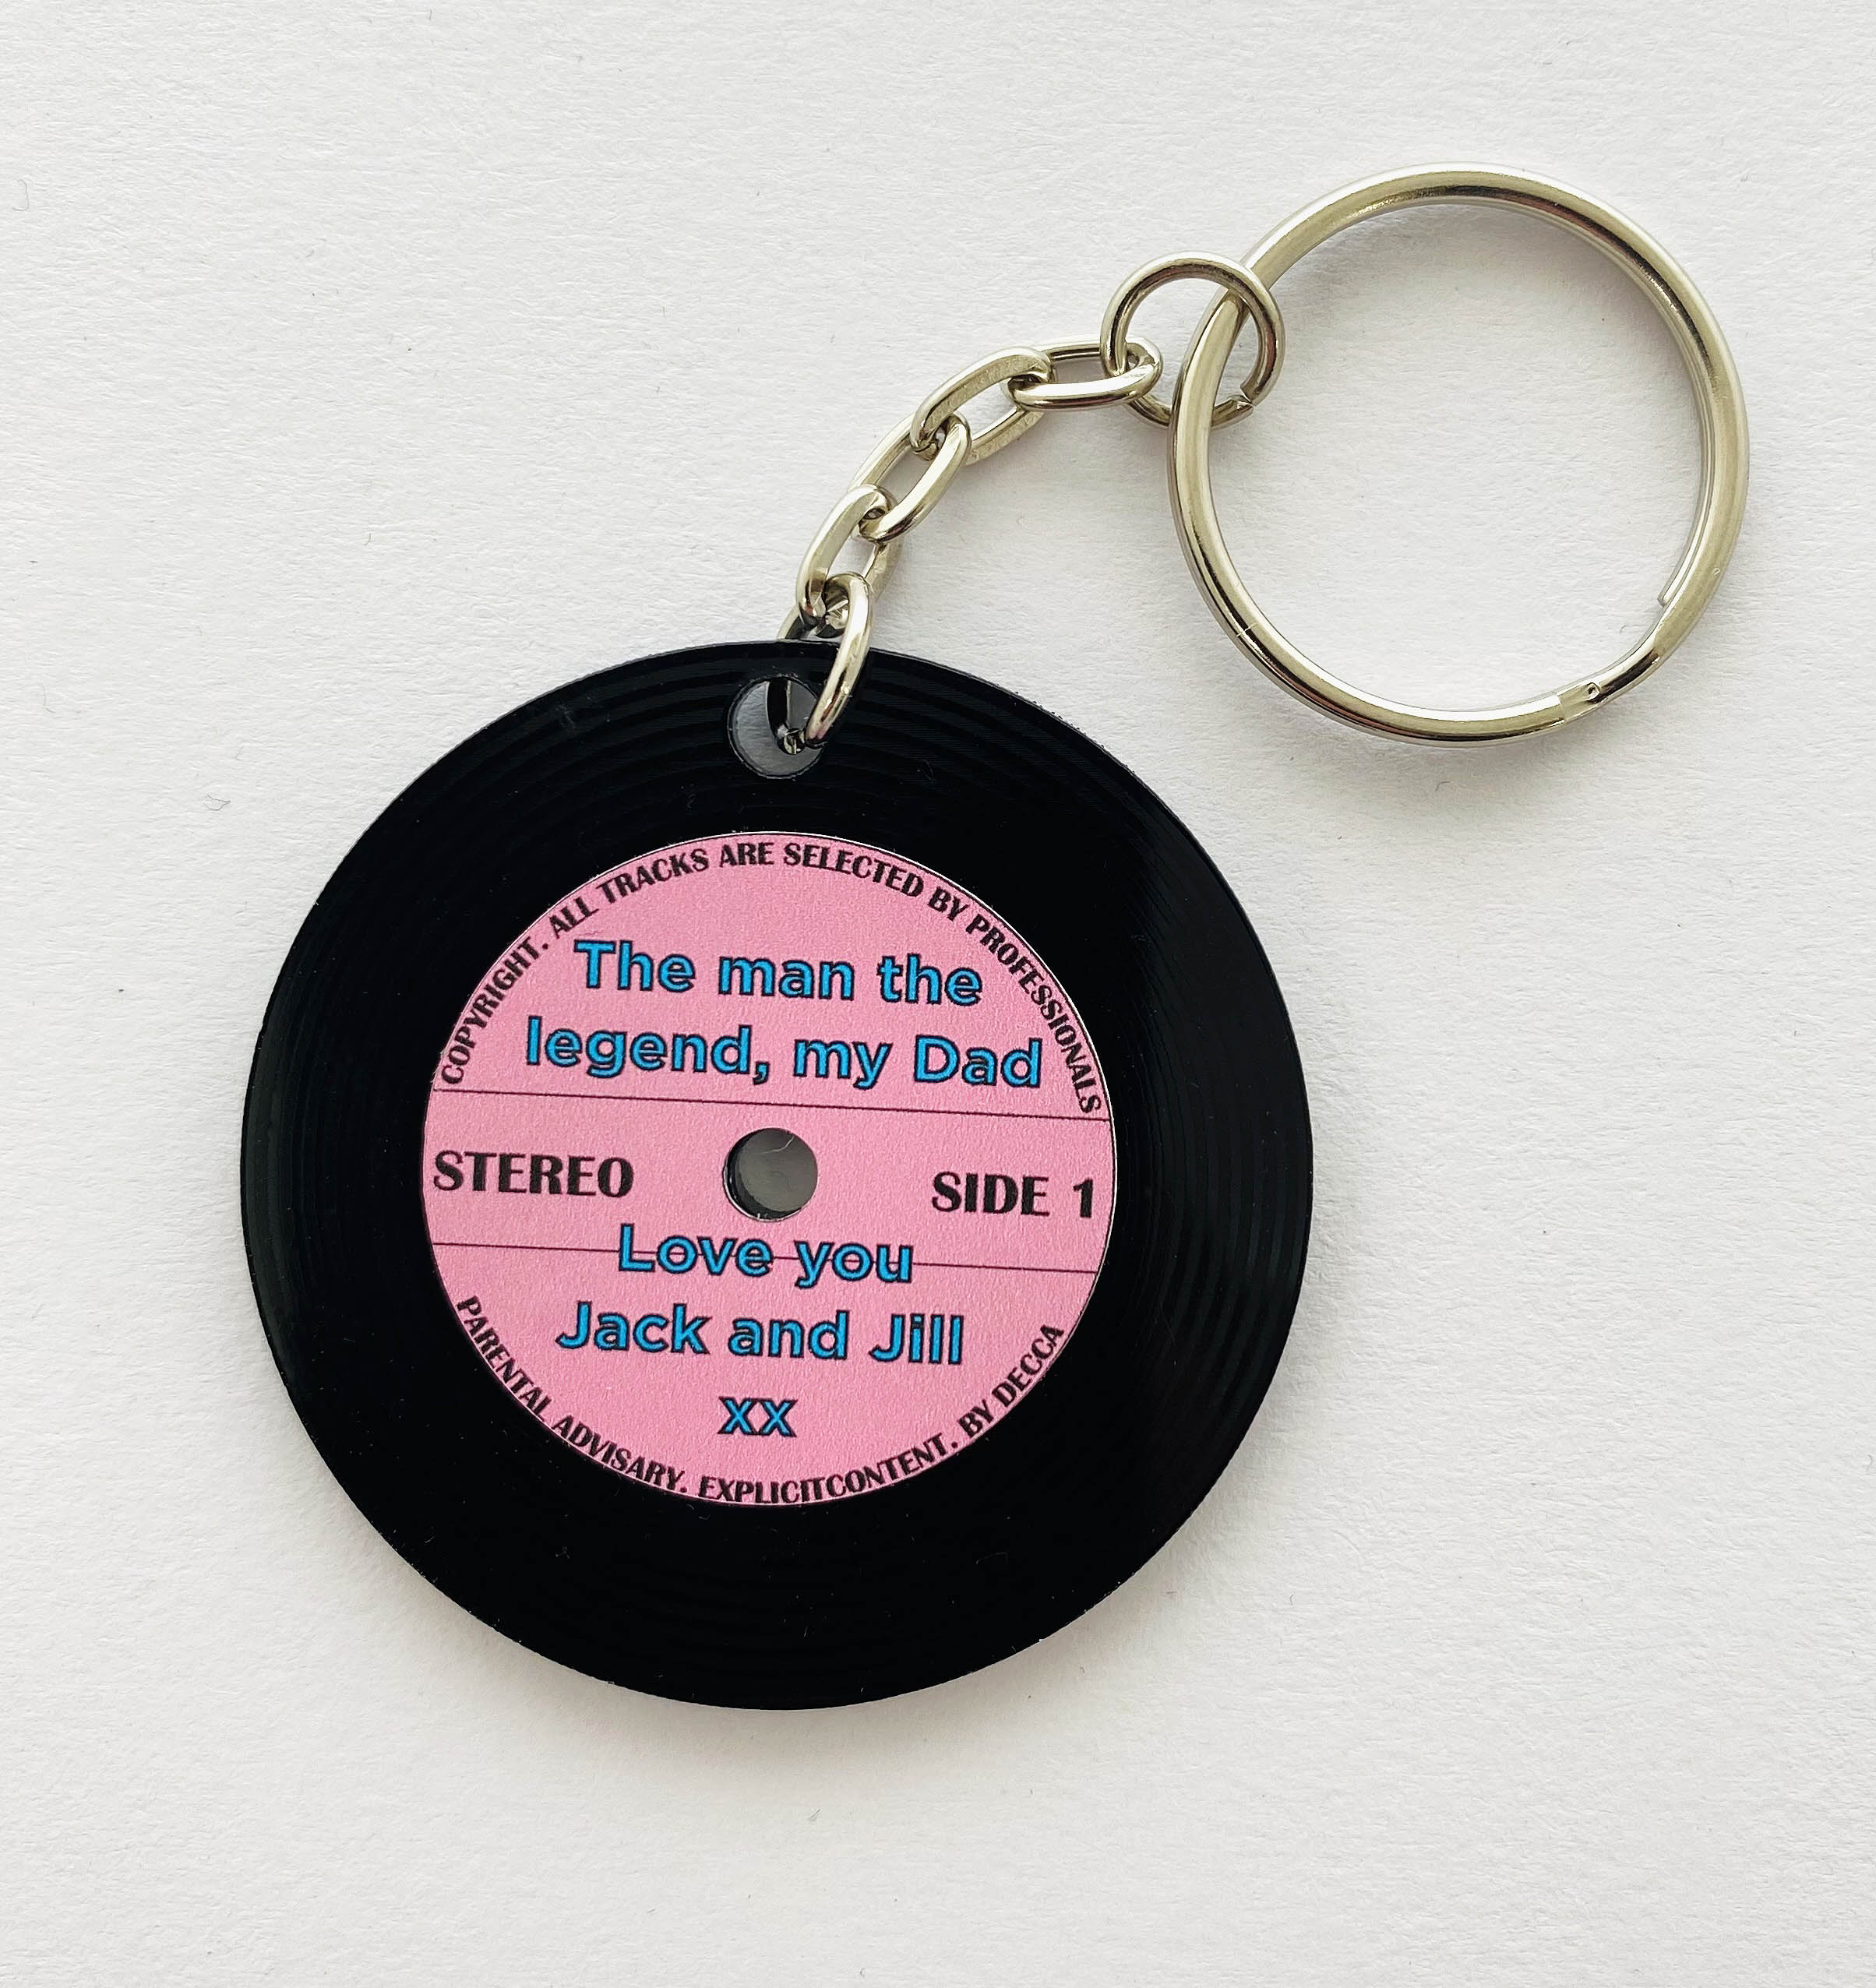 COPYRIGHT. ALL TRACKS ARE SELECTED BY PROFESSIONALS
The man the
legend, my Dad
STEREO
SIDE 1
Love you
Jack and Jill
xx
PARENTAL ADVISARY. EXPLICITCONTENT. BY DECCA